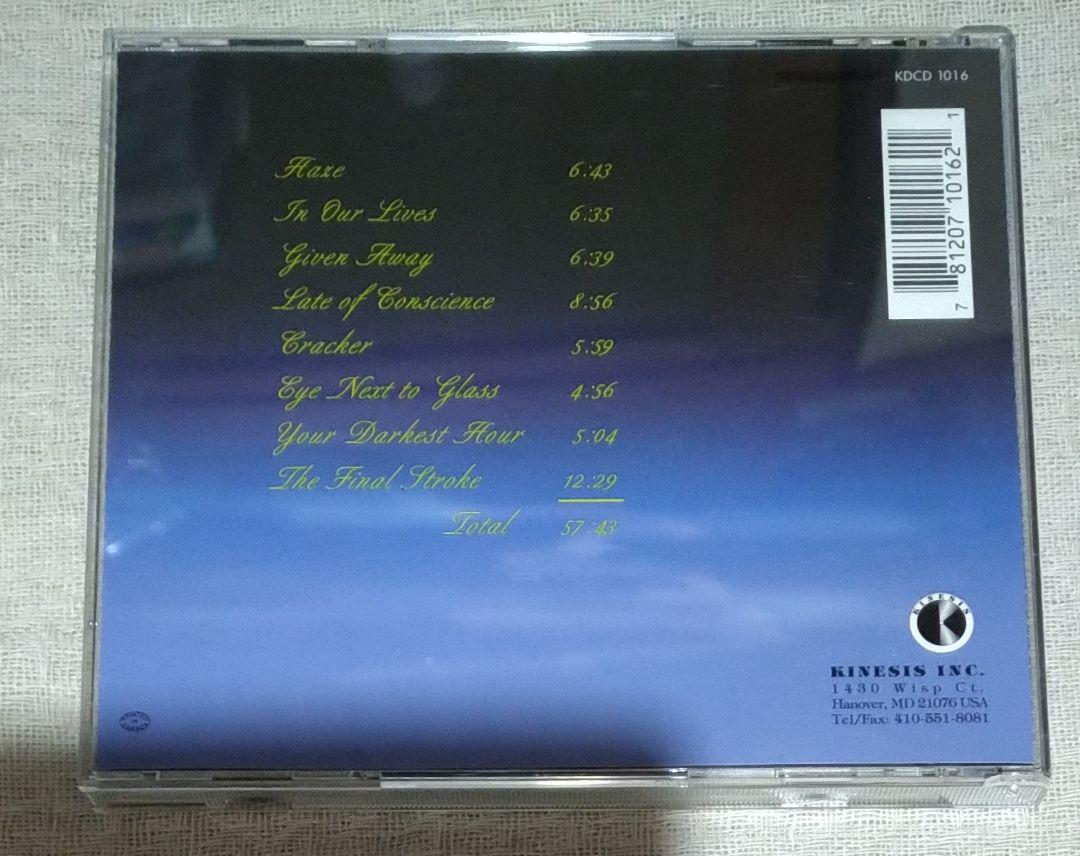 KDCD 1016
Haze 6:43
In Our Lives 6:35
Given Away 6:39
Late of Conscience 8:56
Cracker 5:59
Eye Next to Glass 4:56
Your Darkest Hour 5:04
The Final Stroke 12:29
Total 57:43
7 81207 10162 1
KINESIS
K
KINESIS INC.
1430 Wisp Ct.
Hanover, MD 21076 USA
Tel/Fax: 410-551-8081